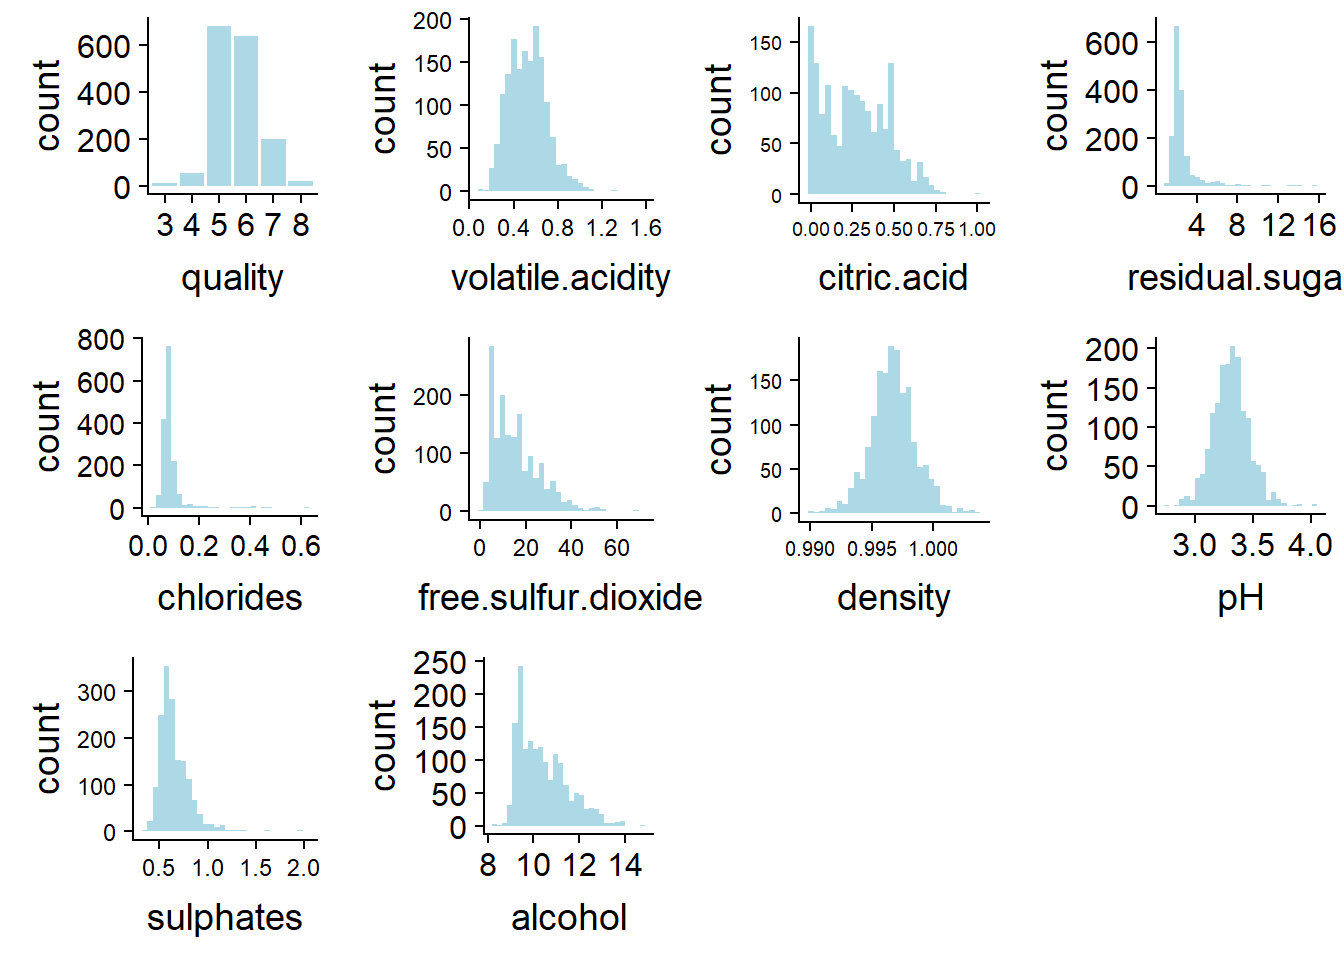 count
600
400
200
0
3 4 5 6 7 8
quality
count
200
150
100
50
0
0.0 0.4 0.8 1.2 1.6
volatile.acidity
count
150
100
50
0
0.00 0.25 0.50 0.75 1.00
citric.acid
count
600
400
200
0
4 8 12 16
residual.suga
count
800
600
400
200
0
0.0 0.2 0.4 0.6
chlorides
count
200
100
0
0 20 40 60
free.sulfur.dioxide
count
150
100
50
0
0.990 0.995 1.000
density
count
200
150
100
50
0
3.0 3.5 4.0
pH
count
300
200
100
0
0.5 1.0 1.5 2.0
sulphates
count
250
200
150
100
50
0
8 10 12 14
alcohol